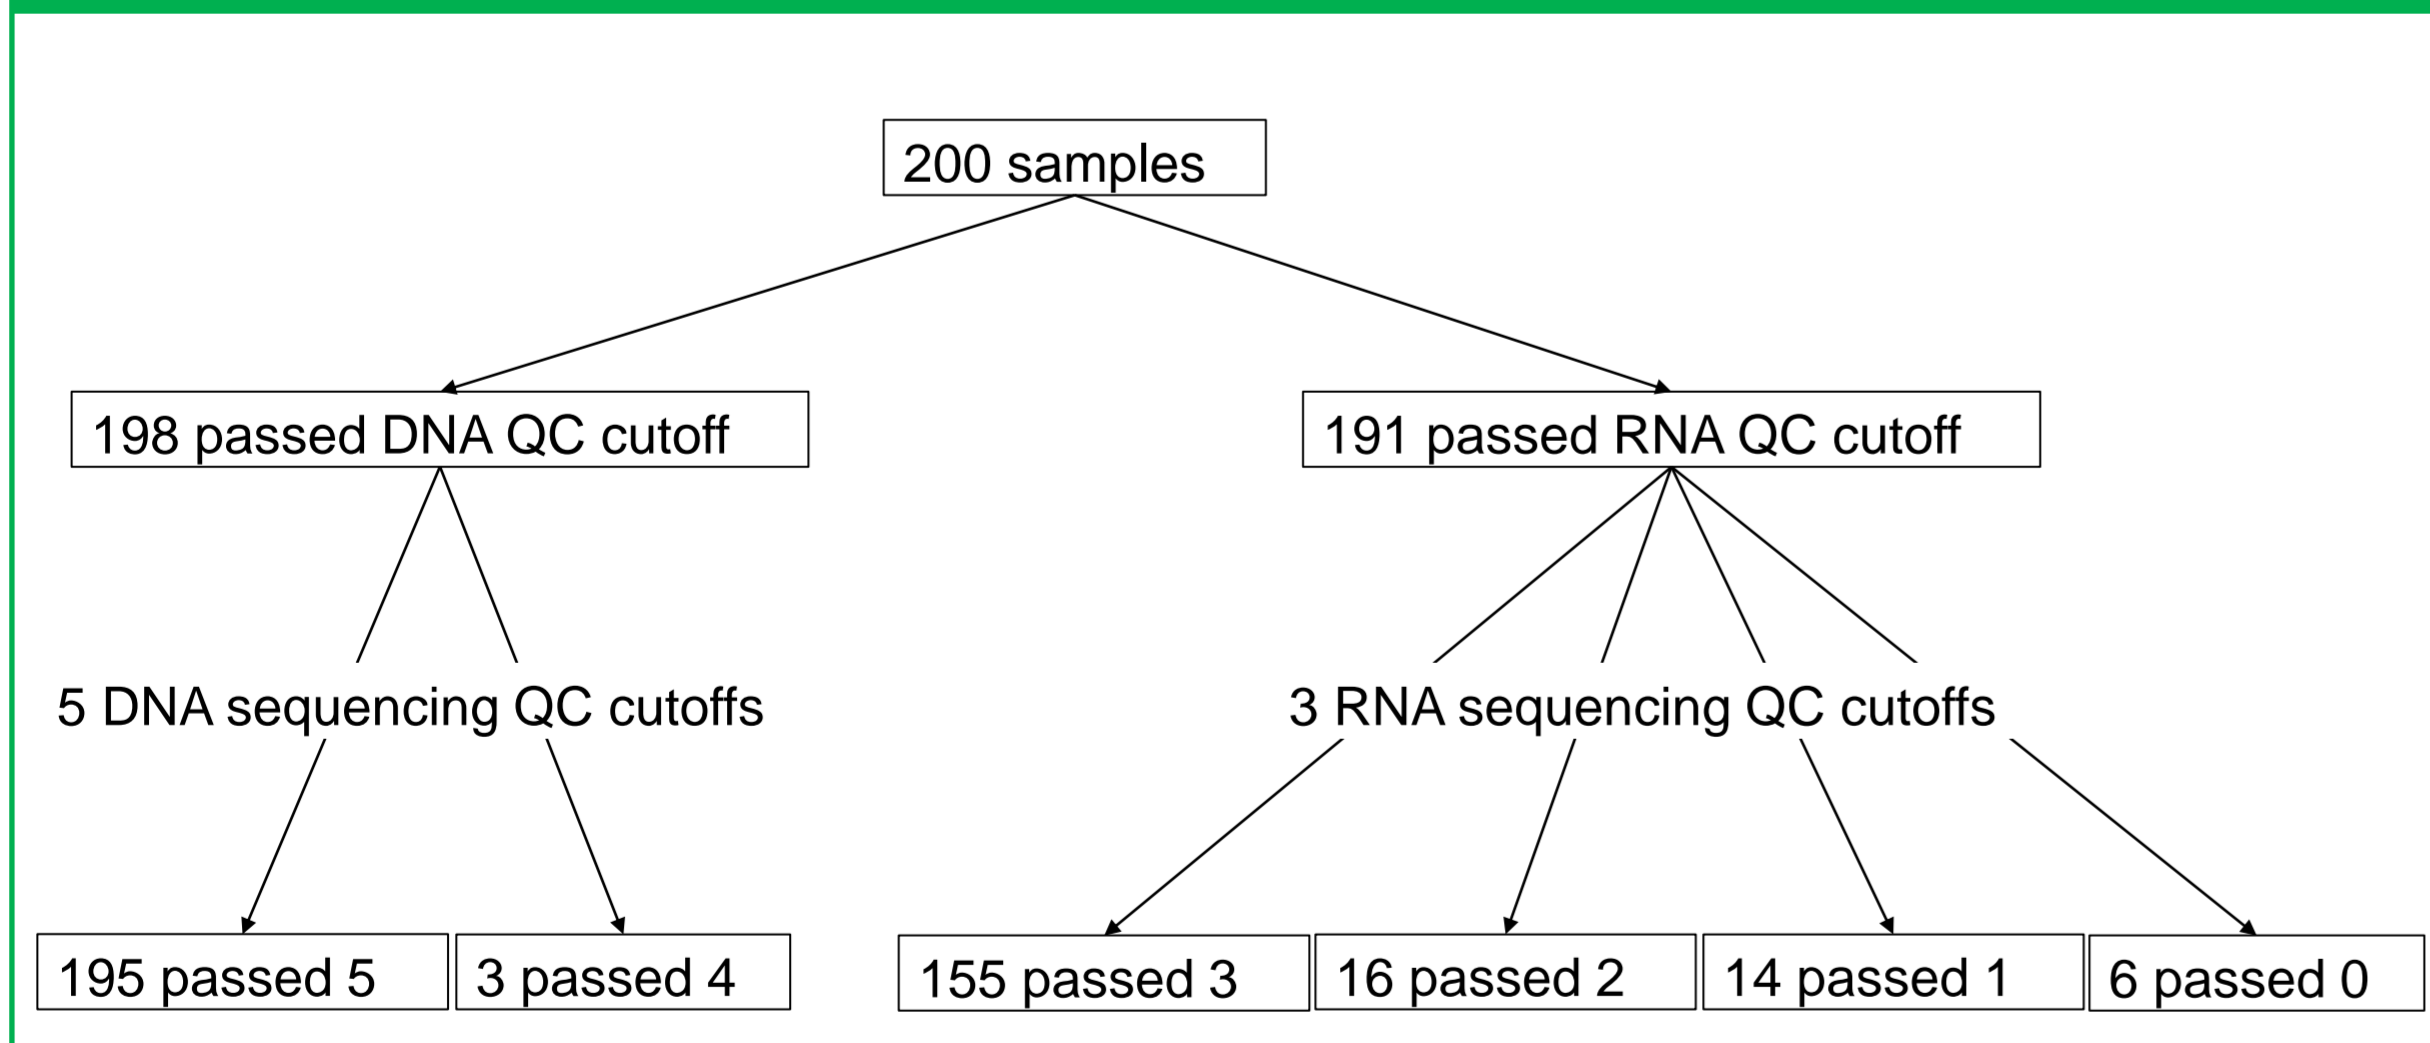 200 samples
198 passed DNA QC cutoff
191 passed RNA QC cutoff
5 DNA sequencing QC cutoffs
3 RNA sequencing QC cutoffs
195 passed 5
3 passed 4
155 passed 3
16 passed 2
14 passed 1
6 passed 0